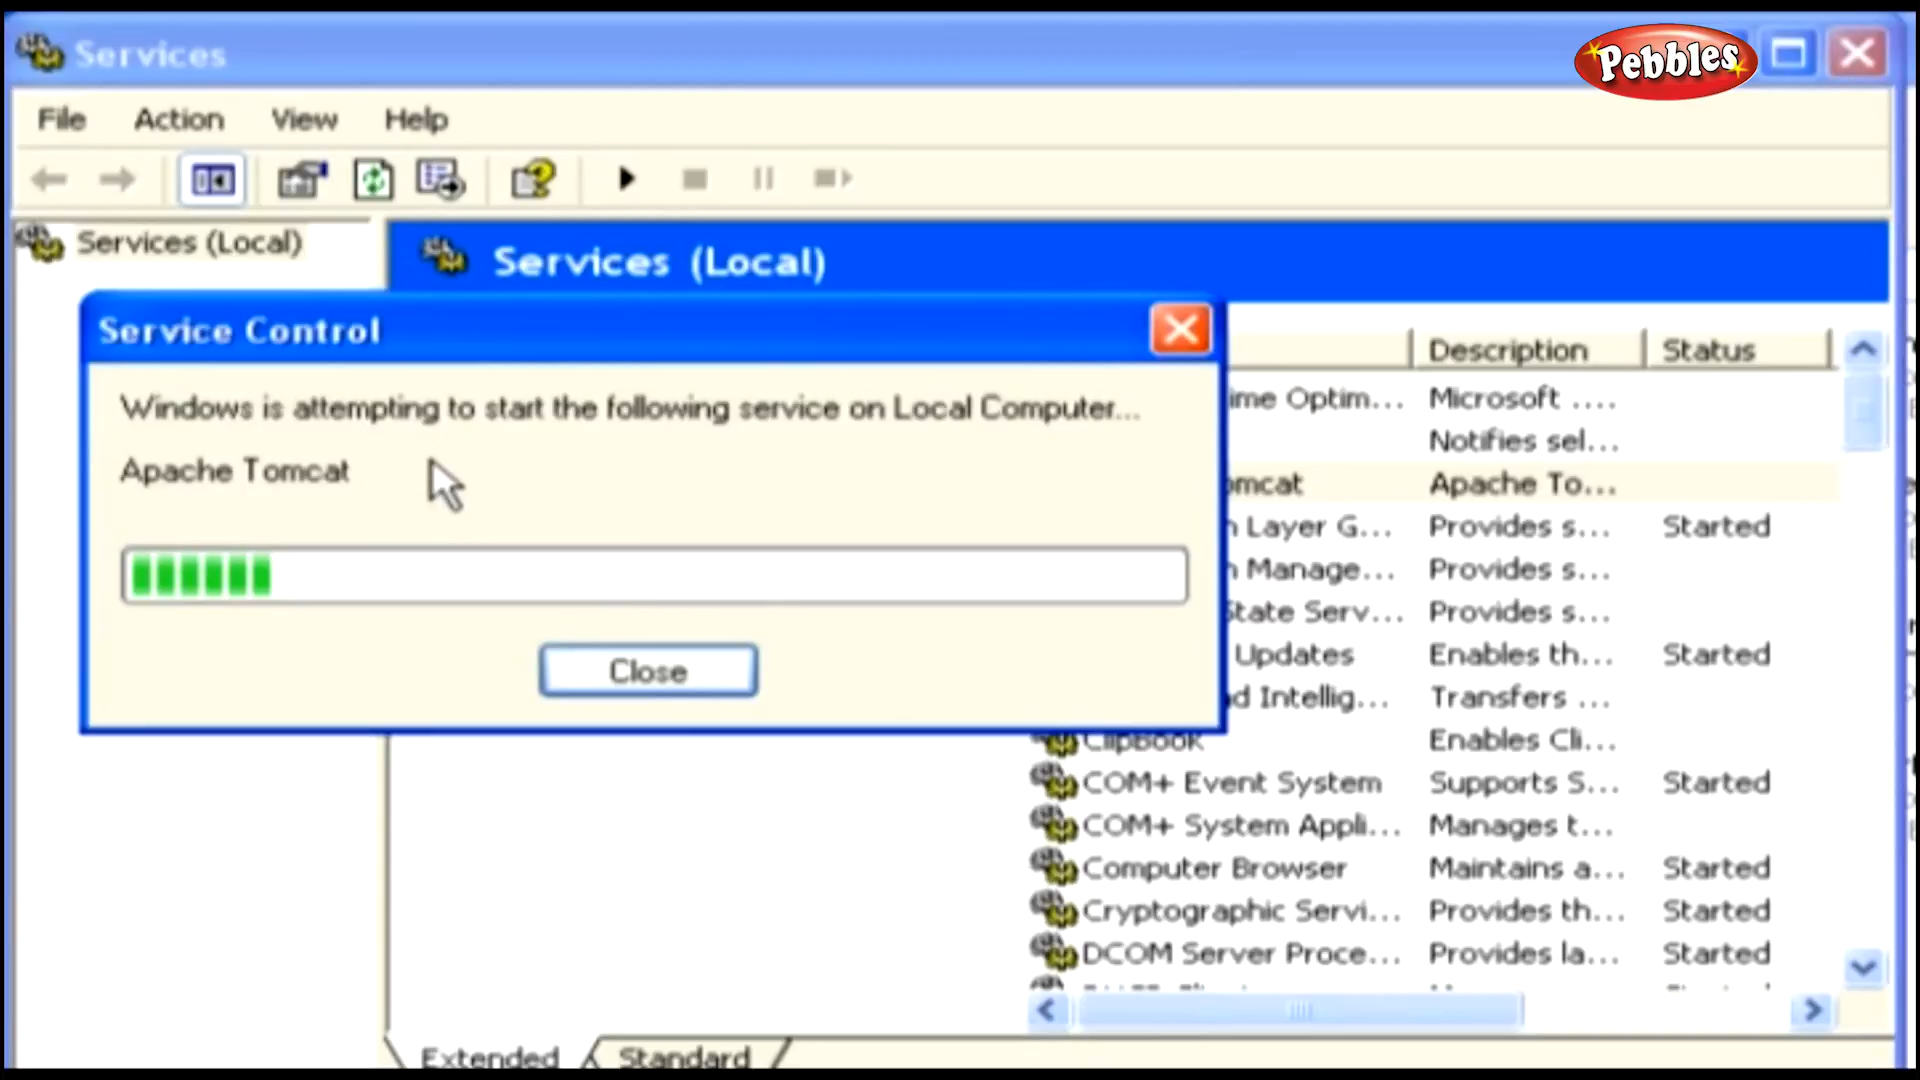 Services
Pebbles
File Action View Help
Services (Local)
Services (Local)
Service Control
Windows is attempting to start the following service on Local Computer...
Apache Tomcat
Close
Description Status
ime Optim... Microsoft ....
Notifies sel...
omcat Apache To...
Layer G... Provides s... Started
Manage... Provides s...
State Serv... Provides s...
Updates Enables th... Started
d Intellig... Transfers ...
ClipBook Enables Cli...
COM+ Event System Supports S... Started
COM+ System Appli... Manages t...
Computer Browser Maintains a... Started
Cryptographic Servi... Provides th... Started
DCOM Server Proce... Provides la... Started
Extended Standard